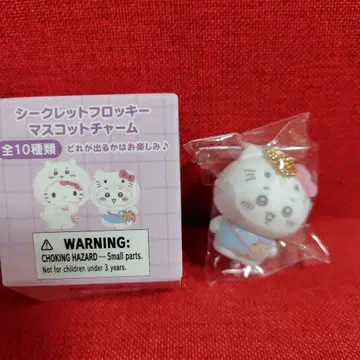 シークレットフロッキー
マスコットチャーム
全10種類 どれが出るかはお楽しみ♪
WARNING:
CHOKING HAZARD — Small parts.
Not for children under 3 years.